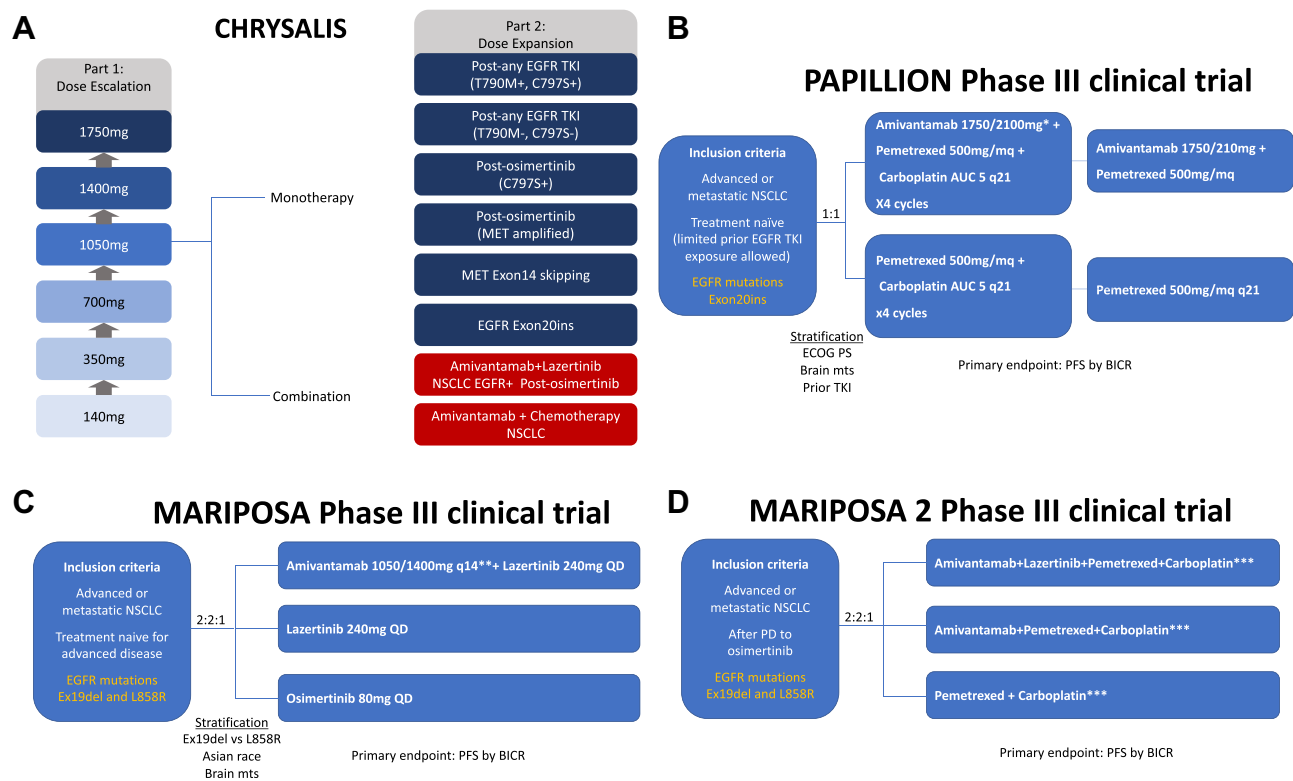 A
CHRYSALIS
Part 1:
Dose Escalation
1750mg
1400mg
1050mg
700mg
350mg
140mg
Monotherapy
Combination
Part 2:
Dose Expansion
Post-any EGFR TKI
(T790M+, C797S+)
Post-any EGFR TKI
(T790M-, C797S-)
Post-osimertinib
(C797S+)
Post-osimertinib
(MET amplified)
MET Exon14 skipping
EGFR Exon20ins
Amivantamab+Lazertinib
NSCLC EGFR+ Post-osimertinib
Amivantamab + Chemotherapy
NSCLC
B
PAPILLION Phase III clinical trial
Inclusion criteria
Advanced or
metastatic NSCLC
Treatment naïve
(limited prior EGFR TKI
exposure allowed)
EGFR mutations
Exon20ins
1:1
Stratification
ECOG PS
Brain mts
Prior TKI
Amivantamab 1750/2100mg* +
Pemetrexed 500mg/mq +
Carboplatin AUC 5 q21
X4 cycles
Amivantamab 1750/210mg +
Pemetrexed 500mg/mq
Pemetrexed 500mg/mq +
Carboplatin AUC 5 q21
x4 cycles
Pemetrexed 500mg/mq q21
Primary endpoint: PFS by BICR
C
MARIPOSA Phase III clinical trial
Inclusion criteria
Advanced or
metastatic NSCLC
Treatment naive for
advanced disease
EGFR mutations
Ex19del and L858R
2:2:1
Stratification
Ex19del vs L858R
Asian race
Brain mts
Amivantamab 1050/1400mg q14**+ Lazertinib 240mg QD
Lazertinib 240mg QD
Osimertinib 80mg QD
Primary endpoint: PFS by BICR
D
MARIPOSA 2 Phase III clinical trial
Inclusion criteria
Advanced or
metastatic NSCLC
After PD to
osimertinib
EGFR mutations
Ex19del and L858R
2:2:1
Amivantamab+Lazertinib+Pemetrexed+Carboplatin***
Amivantamab+Pemetrexed+Carboplatin***
Pemetrexed + Carboplatin***
Primary endpoint: PFS by BICR